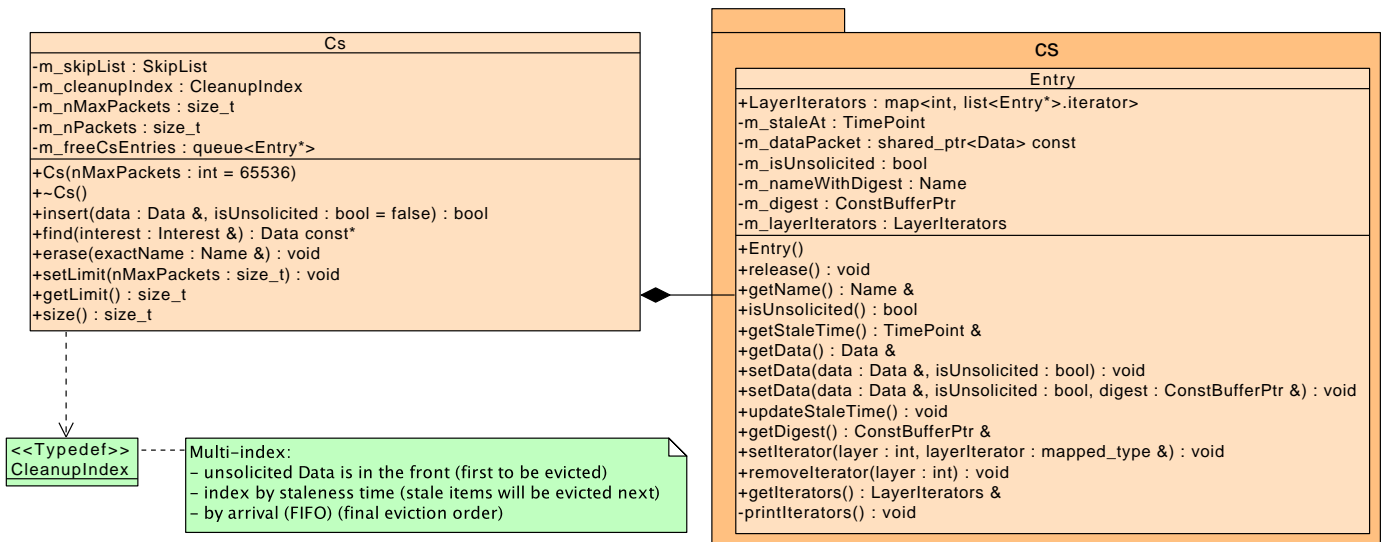 Cs
-m_skipList : SkipList
-m_cleanupIndex : CleanupIndex
-m_nMaxPackets : size_t
-m_nPackets : size_t
-m_freeCsEntries : queue<Entry*>
+Cs(nMaxPackets : int = 65536)
+~Cs()
+insert(data : Data &, isUnsolicited : bool = false) : bool
+find(interest : Interest &) : Data const*
+erase(exactName : Name &) : void
+setLimit(nMaxPackets : size_t) : void
+getLimit() : size_t
+size() : size_t
<<Typedef>>
CleanupIndex
Multi-index:
- unsolicited Data is in the front (first to be evicted)
- index by staleness time (stale items will be evicted next)
- by arrival (FIFO) (final eviction order)
CS
Entry
+LayerIterators : map<int, list<Entry*>.iterator>
-m_staleAt : TimePoint
-m_dataPacket : shared_ptr<Data> const
-m_isUnsolicited : bool
-m_nameWithDigest : Name
-m_digest : ConstBufferPtr
-m_layerIterators : LayerIterators
+Entry()
+release() : void
+getName() : Name &
+isUnsolicited() : bool
+getStaleTime() : TimePoint &
+getData() : Data &
+setData(data : Data &, isUnsolicited : bool) : void
+setData(data : Data &, isUnsolicited : bool, digest : ConstBufferPtr &) : void
+updateStaleTime() : void
+getDigest() : ConstBufferPtr &
+setIterator(layer : int, layerIterator : mapped_type &) : void
+removeIterator(layer : int) : void
+getIterators() : LayerIterators &
-printIterators() : void